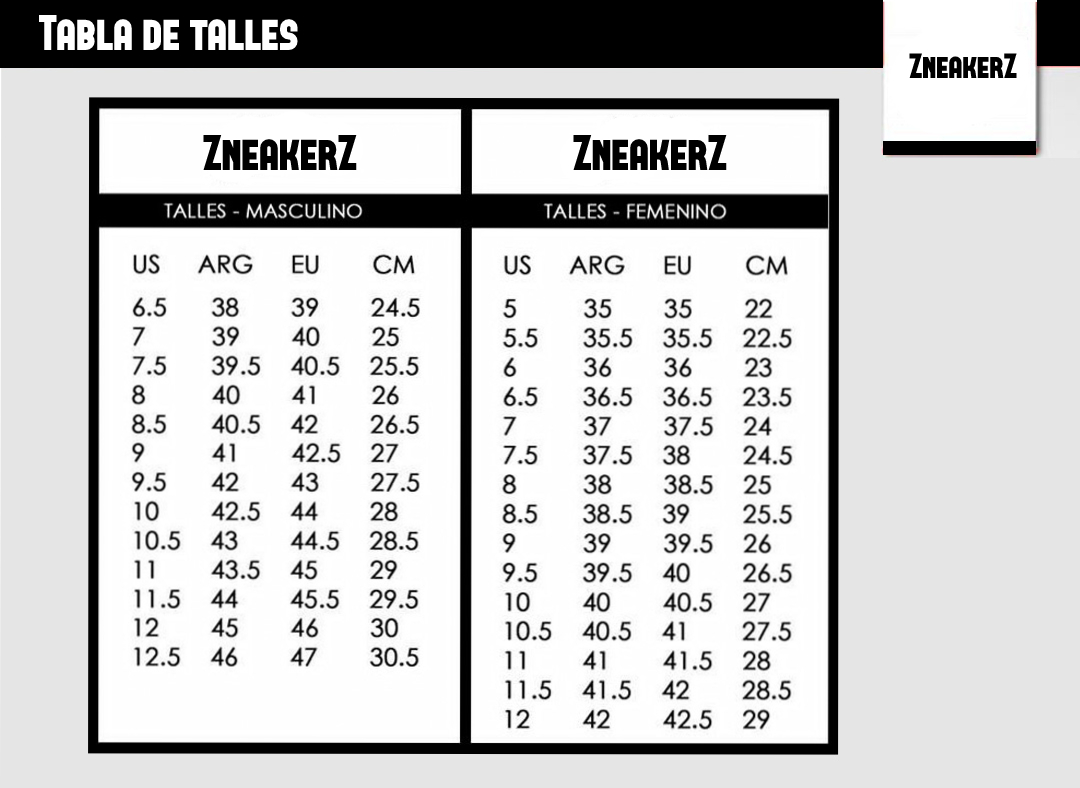 TABLA DE TALLES
ZNEAKERZ
ZNEAKERZ
TALLES - MASCULINO
US ARG EU CM
6.5 38 39 24.5
7 39 40 25
7.5 39.5 40.5 25.5
8 40 41 26
8.5 40.5 42 26.5
9 41 42.5 27
9.5 42 43 27.5
10 42.5 44 28
10.5 43 44.5 28.5
11 43.5 45 29
11.5 44 45.5 29.5
12 45 46 30
12.5 46 47 30.5
ZNEAKERZ
TALLES - FEMENINO
US ARG EU CM
5 35 35 22
5.5 35.5 35.5 22.5
6 36 36 23
6.5 36.5 36.5 23.5
7 37 37.5 24
7.5 37.5 38 24.5
8 38 38.5 25
8.5 38.5 39 25.5
9 39 39.5 26
9.5 39.5 40 26.5
10 40 40.5 27
10.5 40.5 41 27.5
11 41 41.5 28
11.5 41.5 42 28.5
12 42 42.5 29